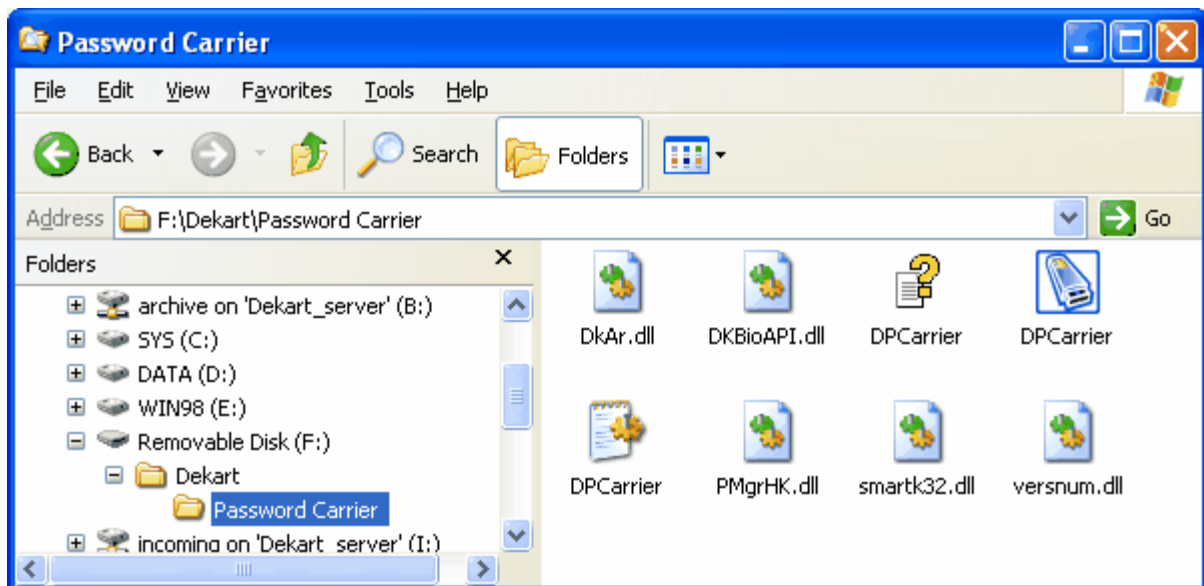 Password Carrier
File Edit View Favorites Tools Help
Back Search Folders
Address F:\Dekart\Password Carrier Go
Folders
archive on 'Dekart_server' (B:)
SYS (C:)
DATA (D:)
WIN98 (E:)
Removable Disk (F:)
Dekart
Password Carrier
incoming on 'Dekart_server' (I:)
DkAr.dll DKBioAPI.dll DPCarrier DPCarrier
DPCarrier PMgrHK.dll smartk32.dll versnum.dll